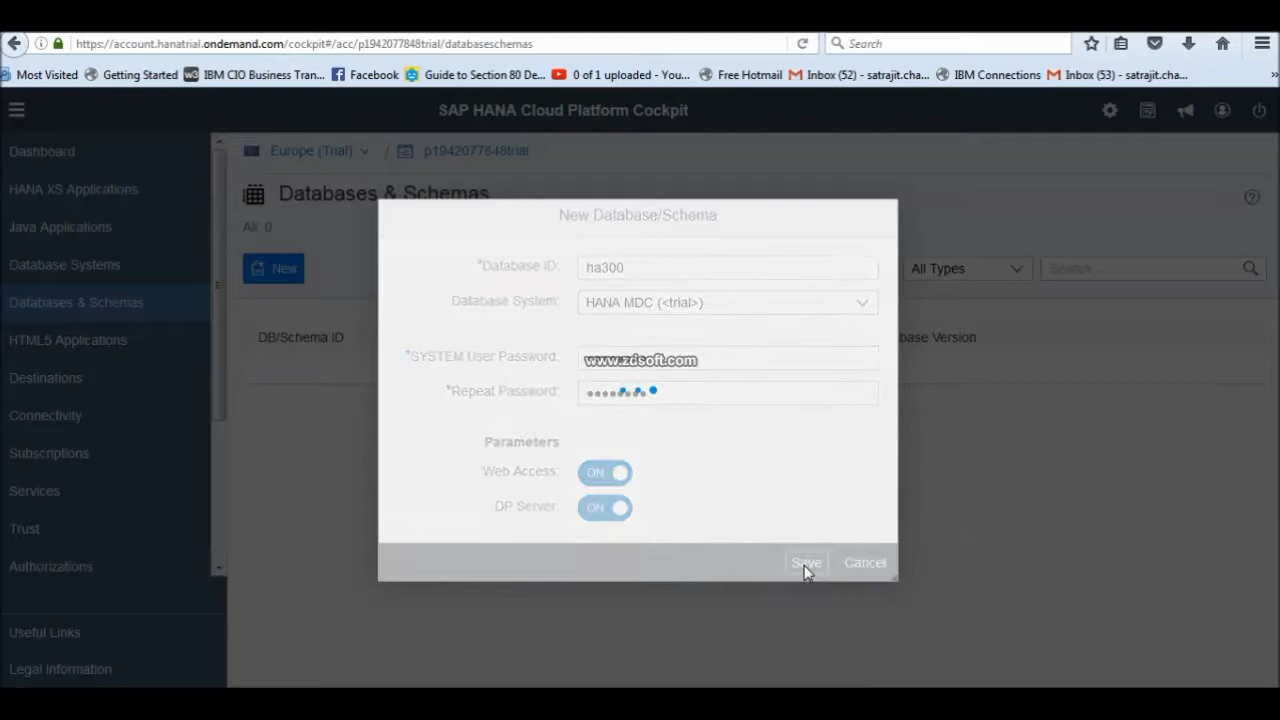 https://account.hanatrial.ondemand.com/cockpit#/acc/p1942077848trial/databaseschemas
Search
Most Visited Getting Started IBM CIO Business Tran... Facebook Guide to Section 80 De... 0 of 1 uploaded - You... Free Hotmail Inbox (52) - satrajit.cha... IBM Connections Inbox (53) - satrajit.cha... »
SAP HANA Cloud Platform Cockpit
Dashboard
HANA XS Applications
Java Applications
Database Systems
Databases & Schemas
HTML5 Applications
Destinations
Connectivity
Subscriptions
Services
Trust
Authorizations
Useful Links
Legal Information
Europe (Trial) / p1942077848trial
Databases & Schemas
All 0
New
All Types
Search...
DB/Schema ID
base Version
New Database/Schema
*Database ID: ha300
Database System: HANA MDC (<trial>)
*SYSTEM User Password:
www.zdsoft.com
*Repeat Password:
Parameters
Web Access: ON
DP Server: ON
Save Cancel